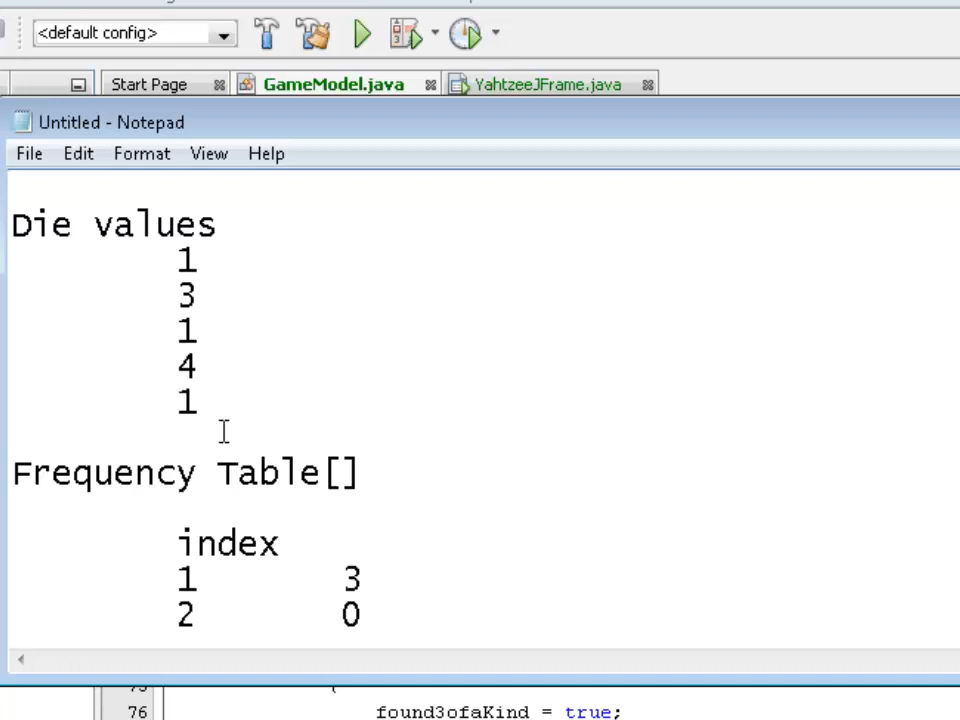 <default config>
Start Page
GameModel.java
YahtzeeJFrame.java
Untitled - Notepad
File Edit Format View Help
Die values
1
3
1
4
1
Frequency Table[]
index
1 3
2 0
76 found3ofaKind = true;